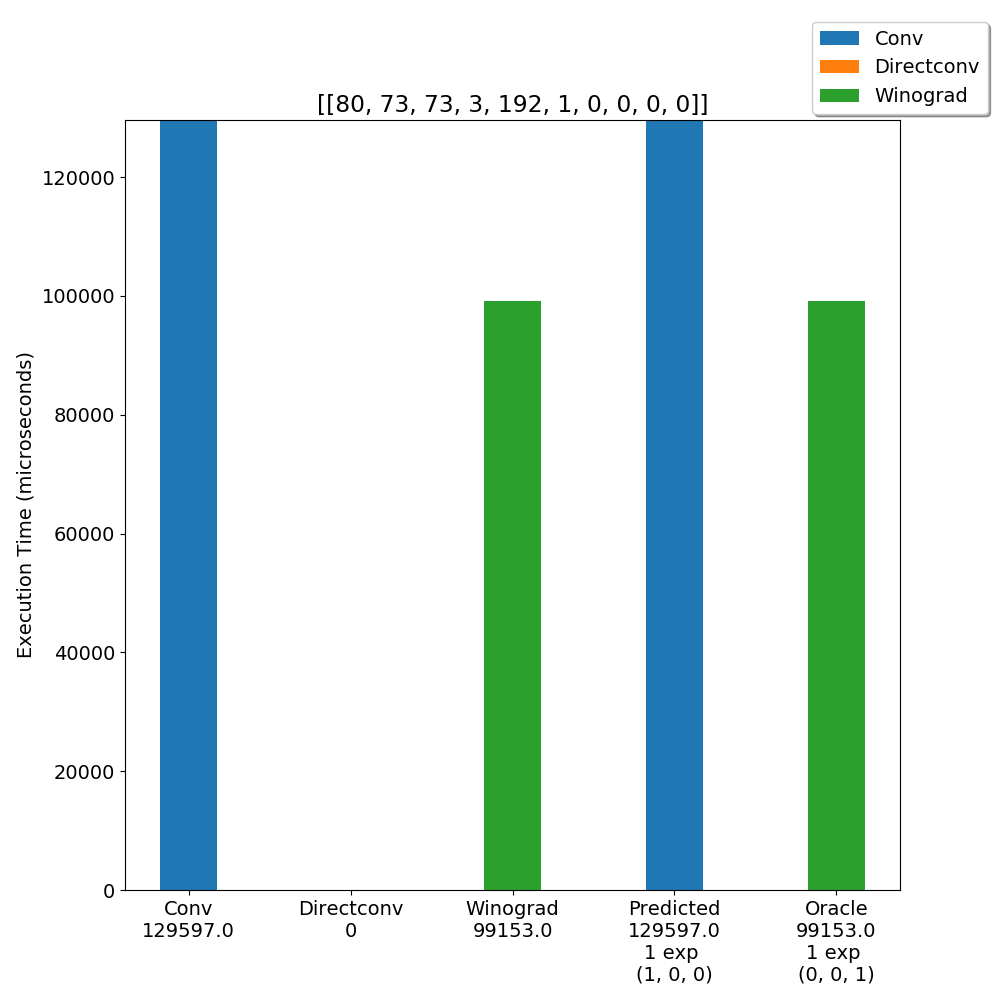 Conv
Directconv
Winograd
[[80, 73, 73, 3, 192, 1, 0, 0, 0, 0]]
Execution Time (microseconds)
120000
100000
80000
60000
40000
20000
0
Conv
129597.0
Directconv
0
Winograd
99153.0
Predicted
129597.0
1 exp
(1, 0, 0)
Oracle
99153.0
1 exp
(0, 0, 1)